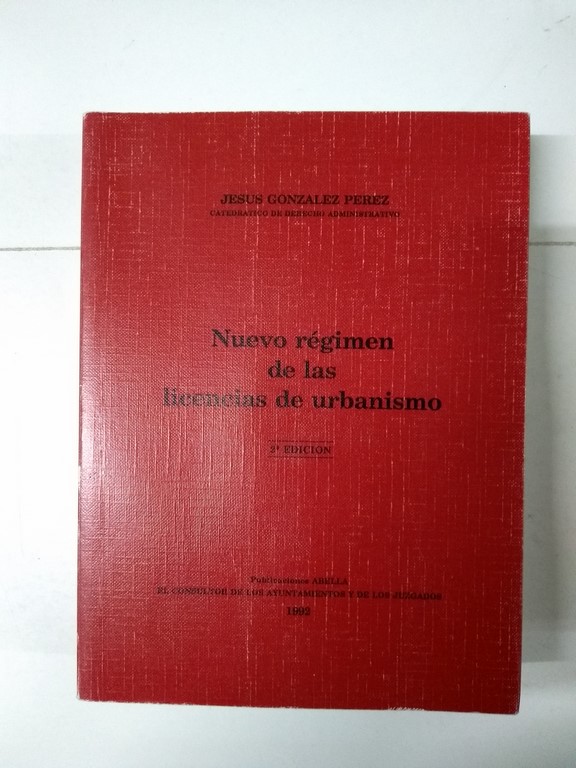 JESUS GONZALEZ PEREZ
CATEDRATICO DE DERECHO ADMINISTRATIVO
Nuevo régimen
de las
licencias de urbanismo
3ª EDICION
Publicaciones ABELLA
EL CONSULTOR DE LOS AYUNTAMIENTOS Y DE LOS JUZGADOS
1992